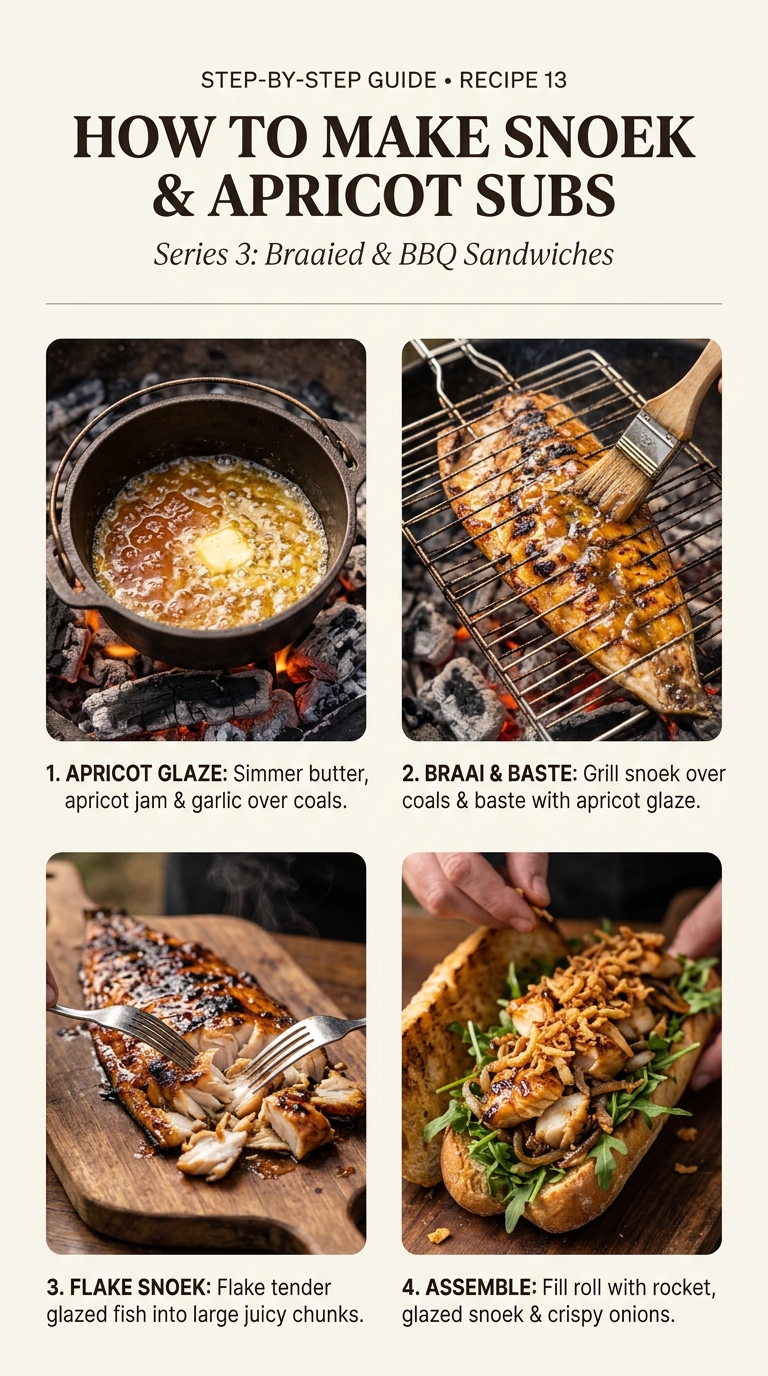 STEP-BY-STEP GUIDE • RECIPE 13
HOW TO MAKE SNOEK
& APRICOT SUBS
Series 3: Braaied & BBQ Sandwiches
1. APRICOT GLAZE: Simmer butter,
apricot jam & garlic over coals.
2. BRAAI & BASTE: Grill snoek over
coals & baste with apricot glaze.
3. FLAKE SNOEK: Flake tender
glazed fish into large juicy chunks.
4. ASSEMBLE: Fill roll with rocket,
glazed snoek & crispy onions.